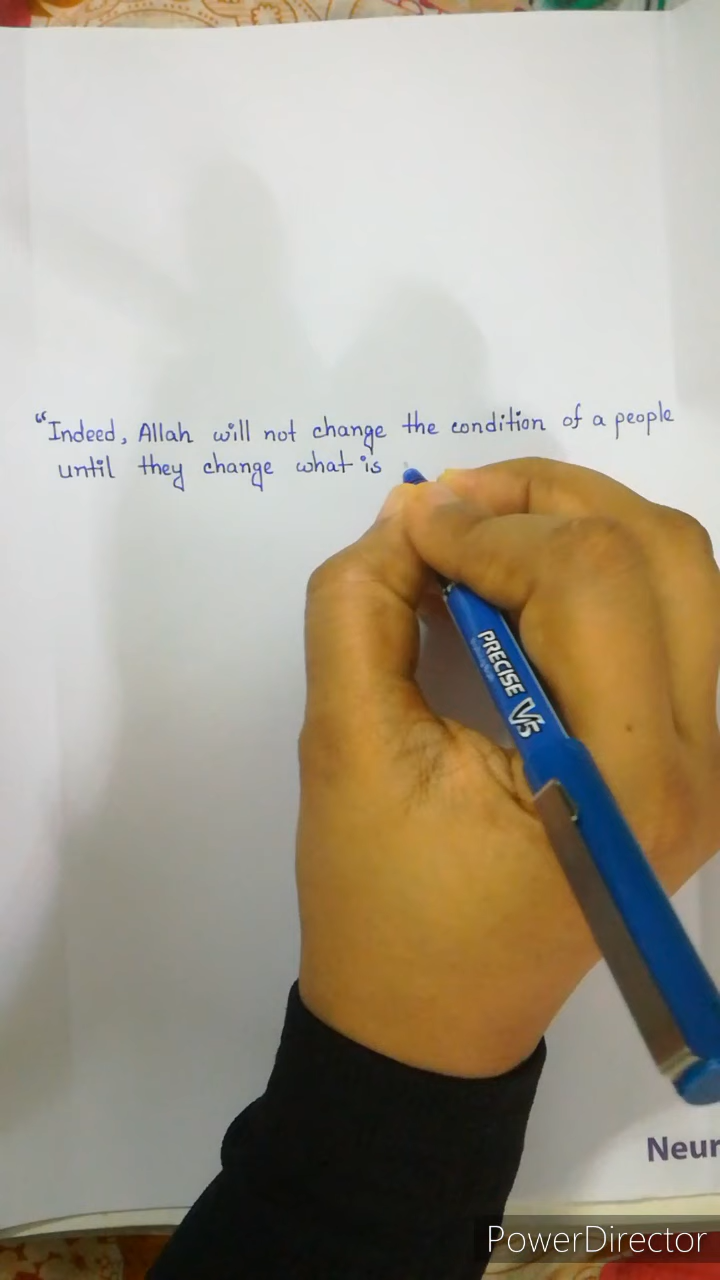 “Indeed, Allah will not change the condition of a people
until they change what is
PRECISE V5
Neur
PowerDirector